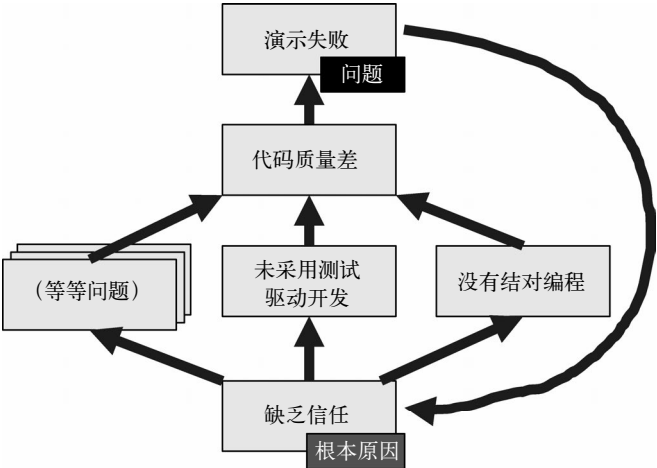 演示失败
问题
代码质量差
(等等问题)
未采用测试
驱动开发
没有结对编程
缺乏信任
根本原因